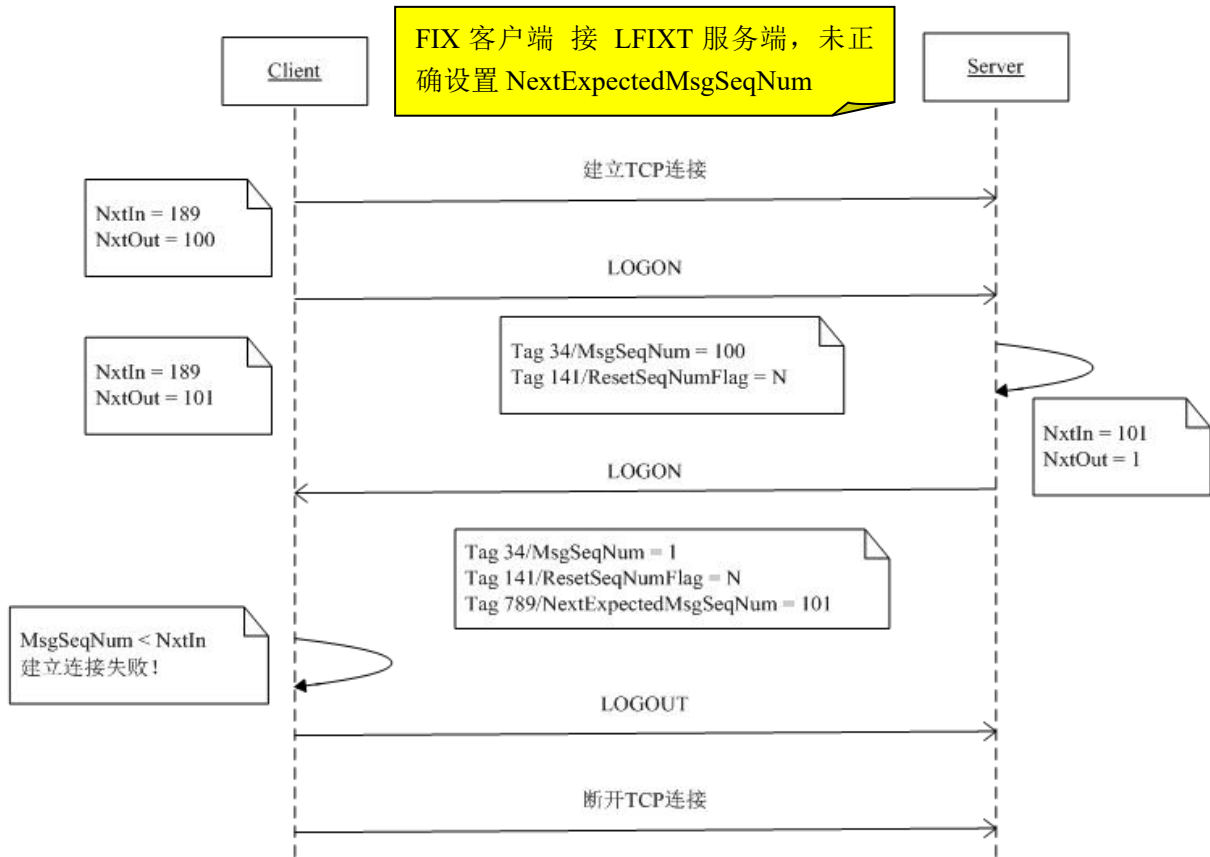 FIX 客户端 接 LFIXT 服务端，未正
确设置 NextExpectedMsgSeqNum
Client
Server
建立TCP连接
NxtIn = 189
NxtOut = 100
LOGON
Tag 34/MsgSeqNum = 100
Tag 141/ResetSeqNumFlag = N
NxtIn = 189
NxtOut = 101
NxtIn = 101
NxtOut = 1
LOGON
Tag 34/MsgSeqNum = 1
Tag 141/ResetSeqNumFlag = N
Tag 789/NextExpectedMsgSeqNum = 101
MsgSeqNum < NxtIn
建立连接失败！
LOGOUT
断开TCP连接